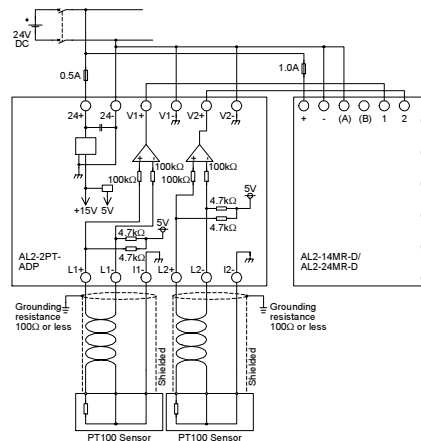 24V
DC
+
0.5A
1.0A
24+ 24- V1+ V1- V2+ V2-
+ - (A) (B) 1 2
100kΩ 100kΩ
100kΩ 100kΩ
+15V 5V
5V
4.7kΩ
5V
4.7kΩ
4.7kΩ
4.7kΩ
AL2-2PT-
ADP
AL2-14MR-D/
AL2-24MR-D
L1+ L1- I1- L2+ L2- I2-
Grounding
resistance
100Ω or less
Shielded
Shielded
Grounding
resistance
100Ω or less
PT100 Sensor PT100 Sensor